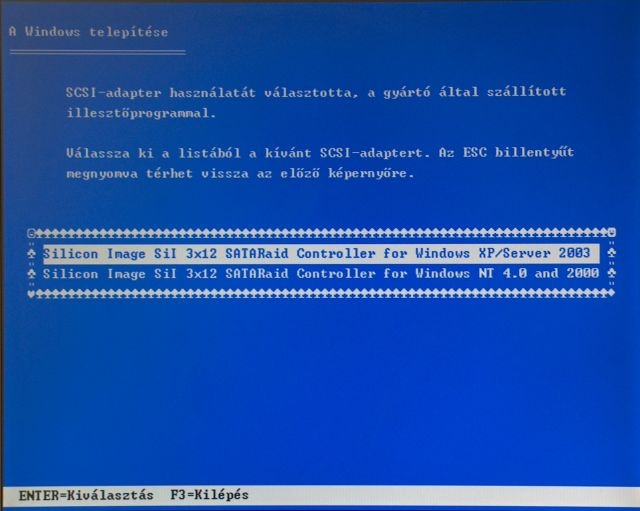 A Windows telepítése
SCSI-adapter használatát választotta, a gyártó által szállított
illesztőprogrammal.
Válassza ki a listából a kívánt SCSI-adaptert. Az ESC billentyűt
megnyomva térhet vissza az előző képernyőre.
Silicon Image SiI 3x12 SATARaid Controller for Windows XP/Server 2003
Silicon Image SiI 3x12 SATARaid Controller for Windows NT 4.0 and 2000
ENTER=Kiválasztás F3=Kilépés